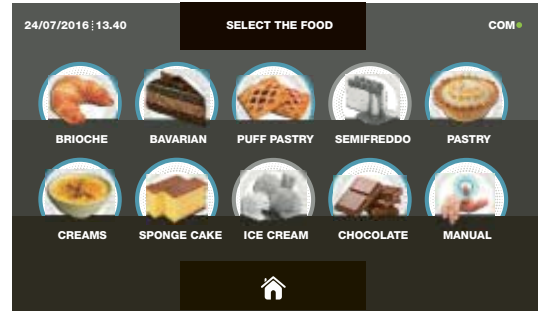 24/07/2016 13.40 SELECT THE FOOD COM
BRIOCHE BAVARIAN PUFF PASTRY SEMIFREDDO PASTRY
CREAMS SPONGE CAKE ICE CREAM CHOCOLATE MANUAL